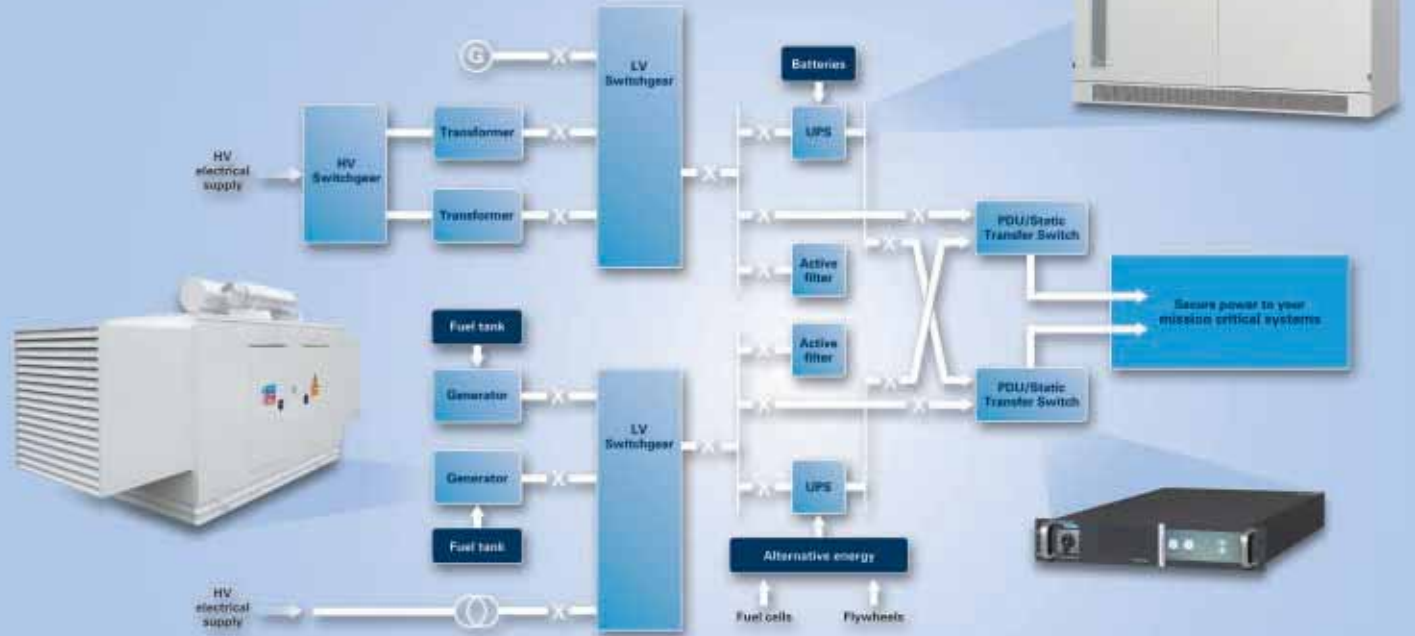 G
LV
Switchgear
Batteries
UPS
Transformer
HV
electrical
supply
HV
Switchgear
Transformer
PDU/Static
Transfer Switch
Active
filter
Secure power to your
mission critical systems
Fuel tank
Active
filter
Generator
PDU/Static
Transfer Switch
LV
Switchgear
Generator
UPS
Fuel tank
Alternative energy
HV
electrical
supply
Fuel cells
Flywheels